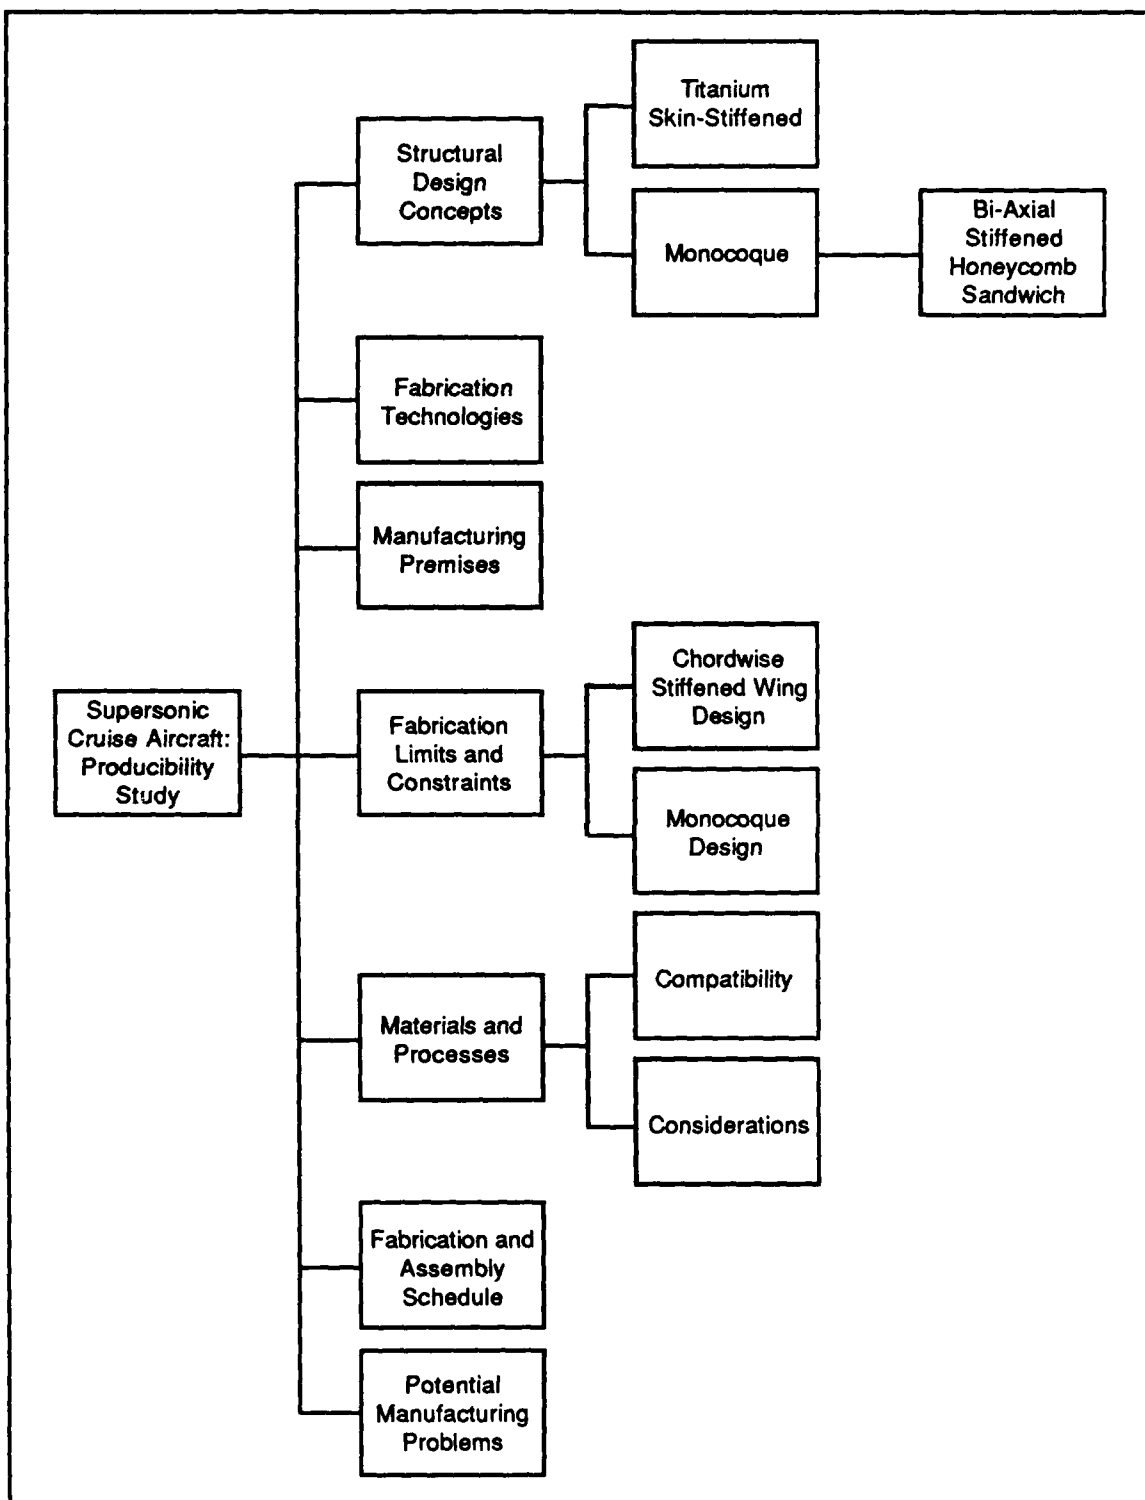 Supersonic
Cruise Aircraft:
Producibility
Study
Structural
Design
Concepts
Titanium
Skin-Stiffened
Monocoque
Bi-Axial
Stiffened
Honeycomb
Sandwich
Fabrication
Technologies
Manufacturing
Premises
Fabrication
Limits and
Constraints
Chordwise
Stiffened Wing
Design
Monocoque
Design
Materials and
Processes
Compatibility
Considerations
Fabrication and
Assembly
Schedule
Potential
Manufacturing
Problems